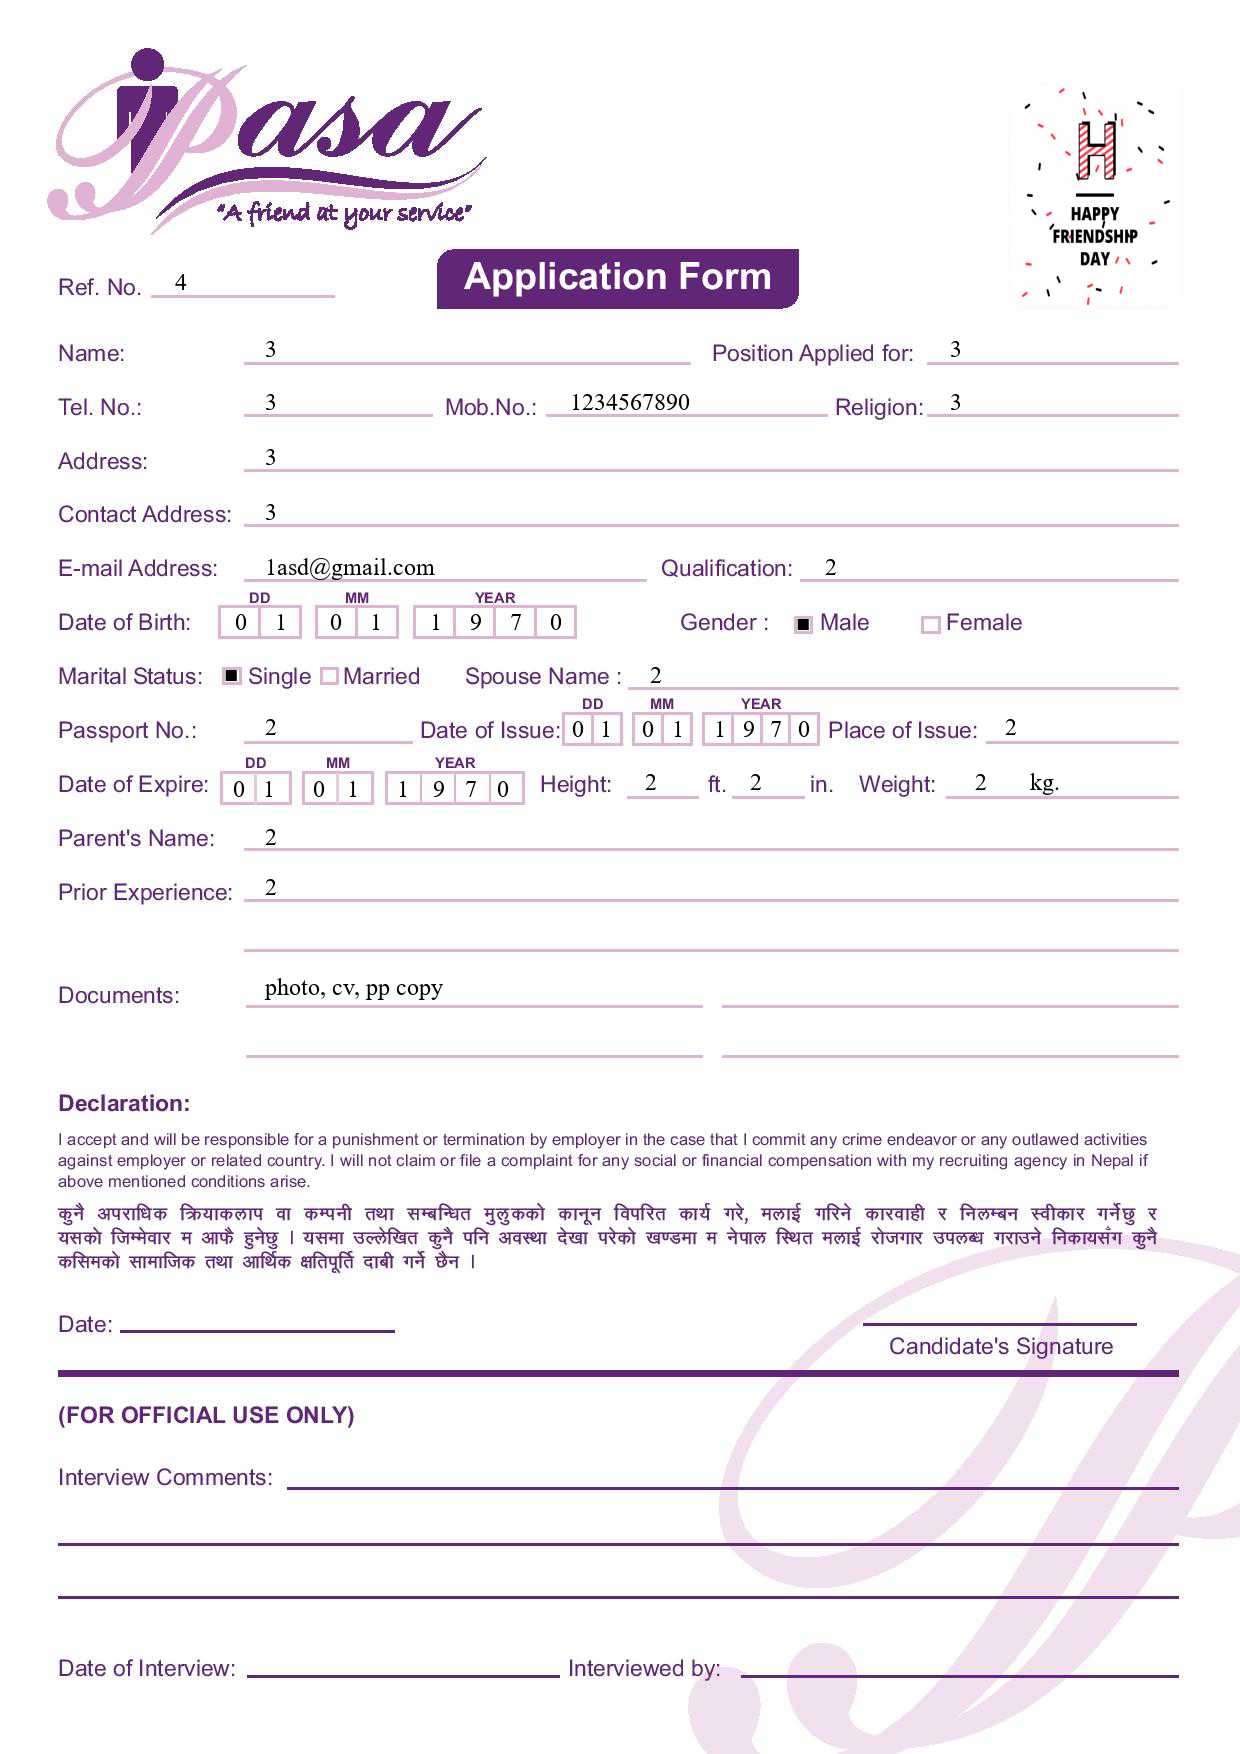 Pasa
"A friend at your service"
H
HAPPY
FRIENDSHIP
DAY
Application Form
Ref. No. 4
Name: 3 Position Applied for: 3
Tel. No.: 3 Mob.No.: 1234567890 Religion: 3
Address: 3
Contact Address: 3
E-mail Address: 1asd@gmail.com Qualification: 2
DD MM YEAR
Date of Birth: 0 1 0 1 1 9 7 0 Gender : Male Female
Marital Status: Single Married Spouse Name : 2
DD MM YEAR
Passport No.: 2 Date of Issue: 0 1 0 1 1 9 7 0 Place of Issue: 2
DD MM YEAR
Date of Expire: 0 1 0 1 1 9 7 0 Height: 2 ft. 2 in. Weight: 2 kg.
Parent's Name: 2
Prior Experience: 2
Documents: photo, cv, pp copy
Declaration:
I accept and will be responsible for a punishment or termination by employer in the case that I commit any crime endeavor or any outlawed activities
against employer or related country. I will not claim or file a complaint for any social or financial compensation with my recruiting agency in Nepal if
above mentioned conditions arise.
कुनै अपराधिक क्रियाकलाप वा कम्पनी तथा सम्बन्धित मुलुकको कानून विपरित कार्य गरे, मलाई गरिने कारवाही र निलम्बन स्वीकार गर्नेछु र
यसको जिम्मेवार म आफै हुनेछु । यसमा उल्लेखित कुनै पनि अवस्था देखा परेको खण्डमा म नेपाल स्थित मलाई रोजगार उपलब्ध गराउने निकायसँग कुनै
कसिमको सामाजिक तथा आर्थिक क्षतिपूर्ति दाबी गर्ने छैन ।
Date:
Candidate's Signature
(FOR OFFICIAL USE ONLY)
Interview Comments:
Date of Interview: Interviewed by: